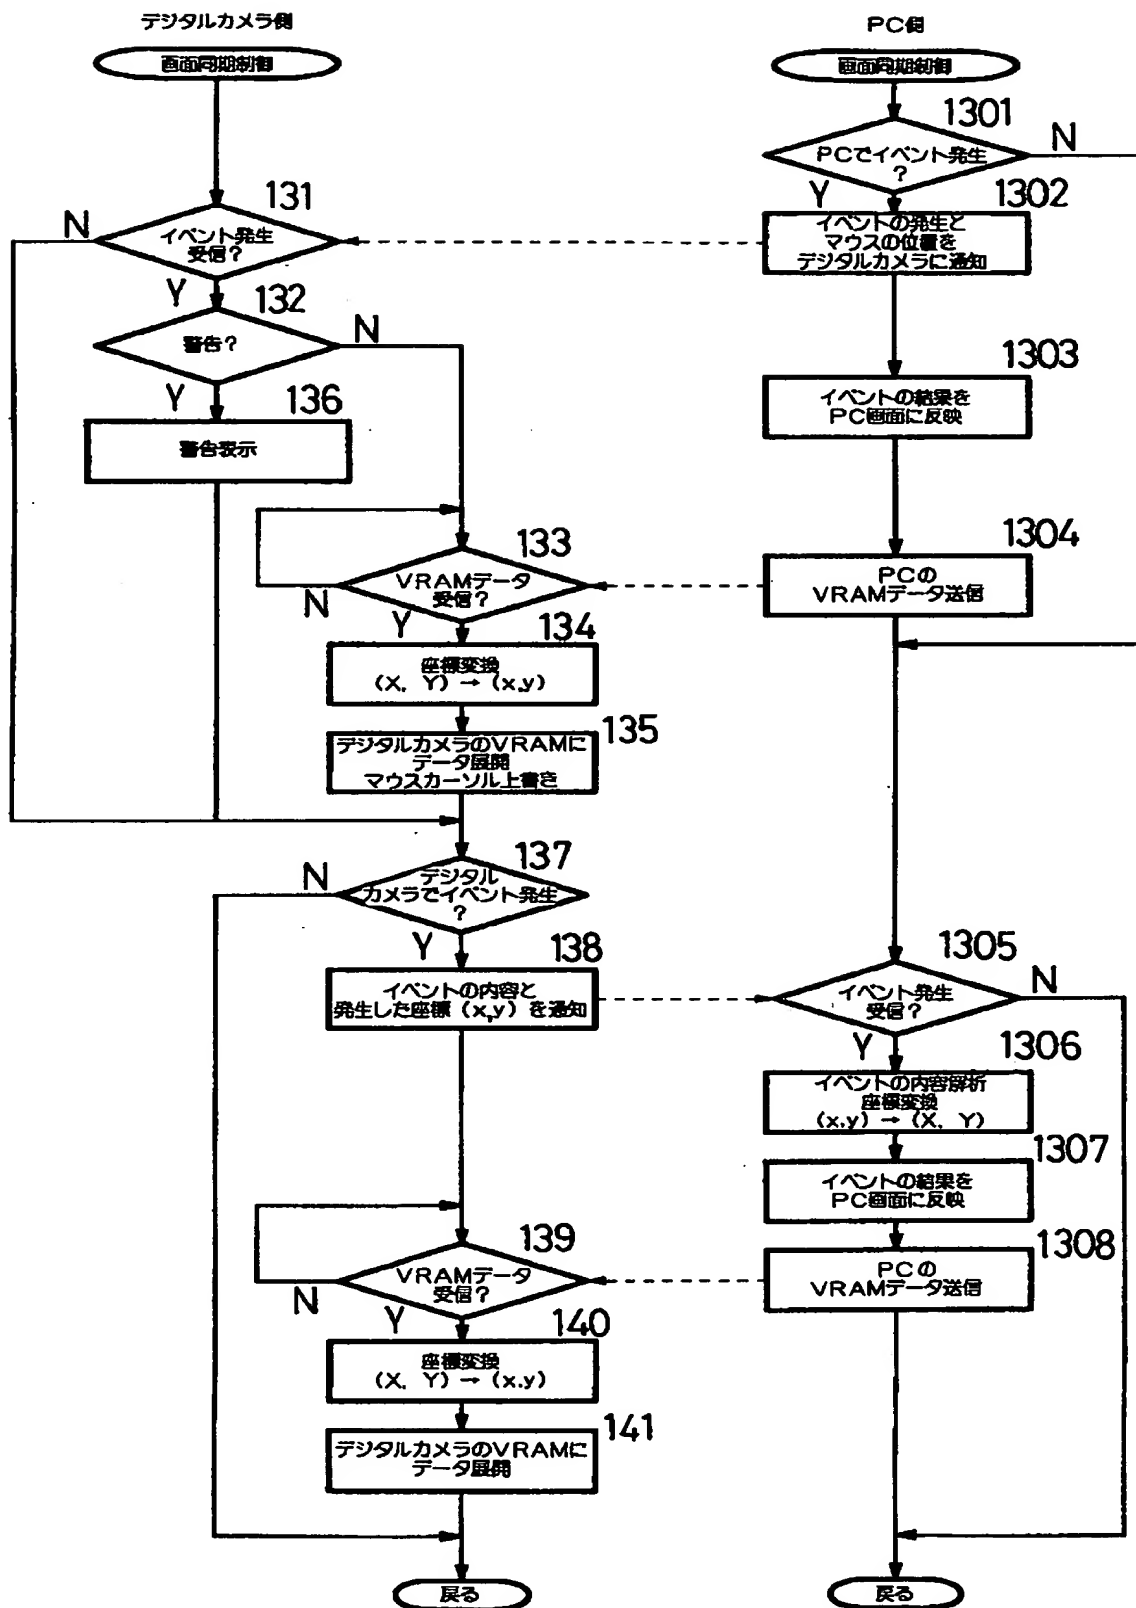 デジタルカメラ側
画面同期制御
131
イベント発生
受信?
N
Y
132
警告?
N
Y
136
警告表示
133
VRAMデータ
受信?
N
Y
134
座標変換
(X, Y) → (x,y)
135
デジタルカメラのVRAMに
データ展開
マウスカーソル上書き
137
デジタル
カメラでイベント発生
?
N
Y
138
イベントの内容と
発生した座標 (x,y) を通知
139
VRAMデータ
受信?
N
Y
140
座標変換
(X, Y) → (x,y)
141
デジタルカメラのVRAMに
データ展開
戻る
PC側
画面同期制御
1301
PCでイベント発生
?
N
Y
1302
イベントの発生と
マウスの位置を
デジタルカメラに通知
1303
イベントの結果を
PC画面に反映
1304
PCの
VRAMデータ送信
1305
イベント発生
受信?
N
Y
1306
イベントの内容解析
座標変換
(x,y) → (X, Y)
1307
イベントの結果を
PC画面に反映
1308
PCの
VRAMデータ送信
戻る